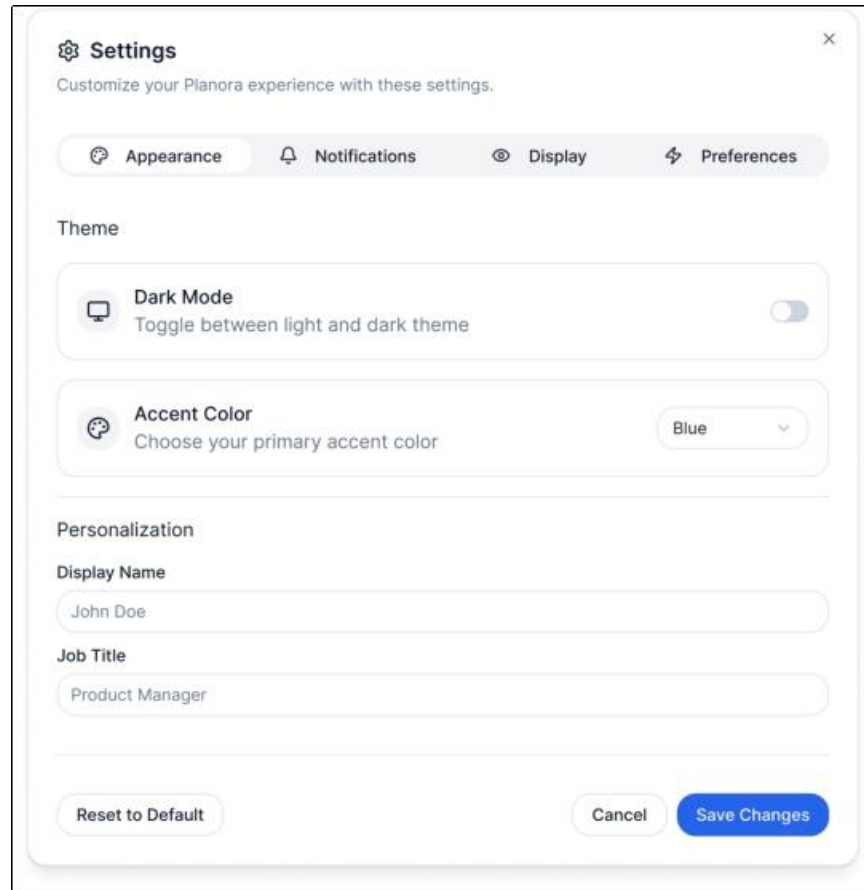 Settings
Customize your Planora experience with these settings.
Appearance Notifications Display Preferences
Theme
Dark Mode
Toggle between light and dark theme
Accent Color
Choose your primary accent color
Blue
Personalization
Display Name
John Doe
Job Title
Product Manager
Reset to Default Cancel Save Changes